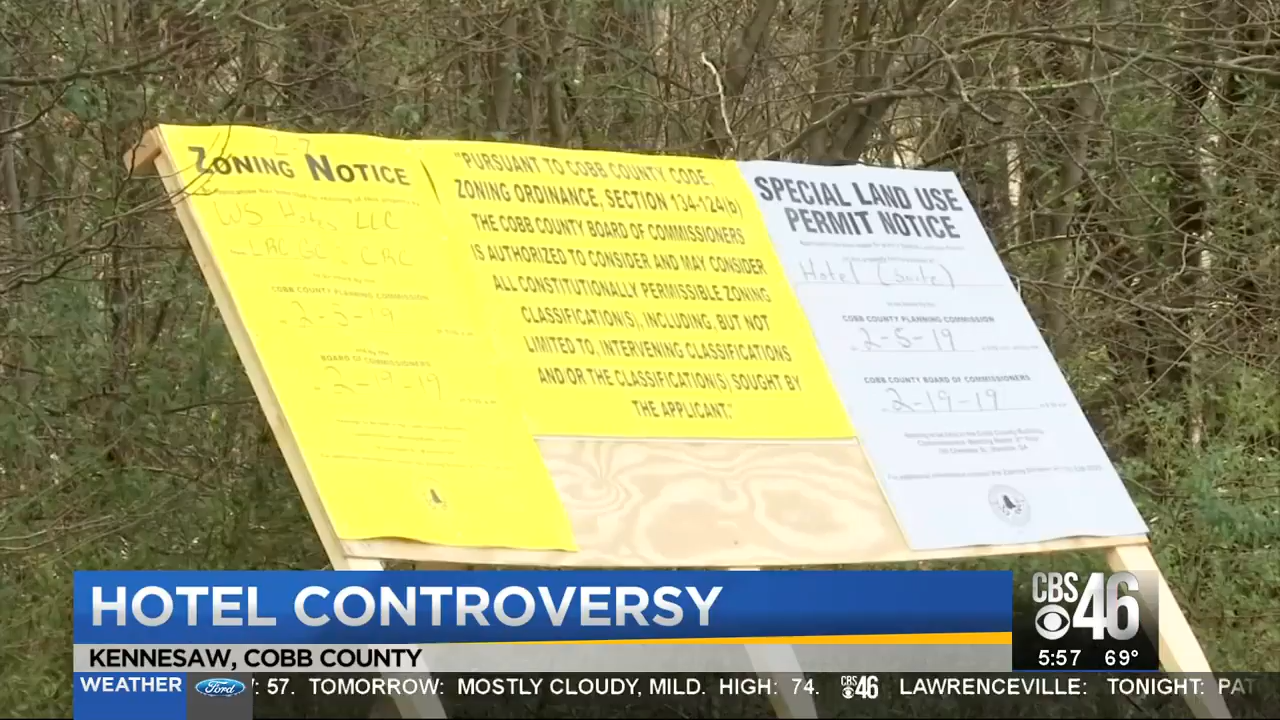 ZONING NOTICE
WS Hotels LLC
COBB COUNTY PLANNING COMMISSION
2-5-19
BOARD OF COMMISSIONERS
2-19-19
"PURSUANT TO COBB COUNTY CODE,
ZONING ORDINANCE, SECTION 134-124(b)
THE COBB COUNTY BOARD OF COMMISSIONERS
IS AUTHORIZED TO CONSIDER AND MAY CONSIDER
ALL CONSTITUTIONALLY PERMISSIBLE ZONING
CLASSIFICATION(S), INCLUDING, BUT NOT
LIMITED TO, INTERVENING CLASSIFICATIONS
AND/OR THE CLASSIFICATION(S) SOUGHT BY
THE APPLICANT."
SPECIAL LAND USE
PERMIT NOTICE
Hotel (Suite)
COBB COUNTY PLANNING COMMISSION
2-5-19
COBB COUNTY BOARD OF COMMISSIONERS
2-19-19
HOTEL CONTROVERSY
KENNESAW, COBB COUNTY
CBS 46
5:57 69°
WEATHER Ford : 57. TOMORROW: MOSTLY CLOUDY, MILD. HIGH: 74. CBS 46 LAWRENCEVILLE: TONIGHT: PAT